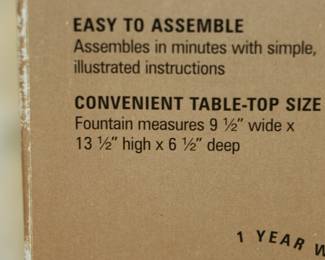 EASY TO ASSEMBLE
Assembles in minutes with simple,
illustrated instructions
CONVENIENT TABLE-TOP SIZE
Fountain measures 9 ½" wide x
13 ½" high x 6 ½" deep
1 YEAR W